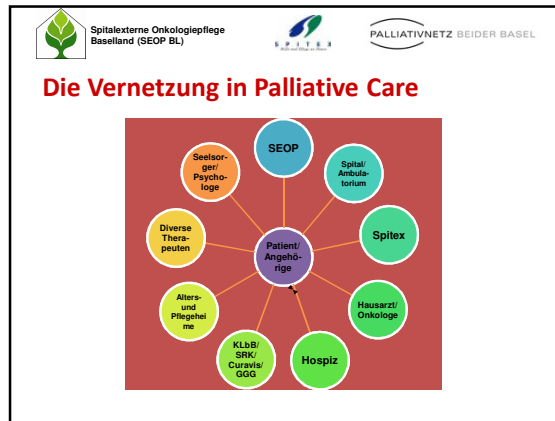 Spitalexterne Onkologiepflege
Baselland (SEOP BL)
SPITEX
PALLIATIVNETZ BEIDER BASEL
Die Vernetzung in Palliative Care
SEOP
Spital/
Ambula-
torium
Spitex
Hausarzt/
Onkologe
Hospiz
KLbB/
SRK/
Curavis/
GGG
Alters-
und
Pflegehei
me
Diverse
Thera-
peuten
Seelsor-
ger/
Psycho-
loge
Patient/
Angehö-
rige